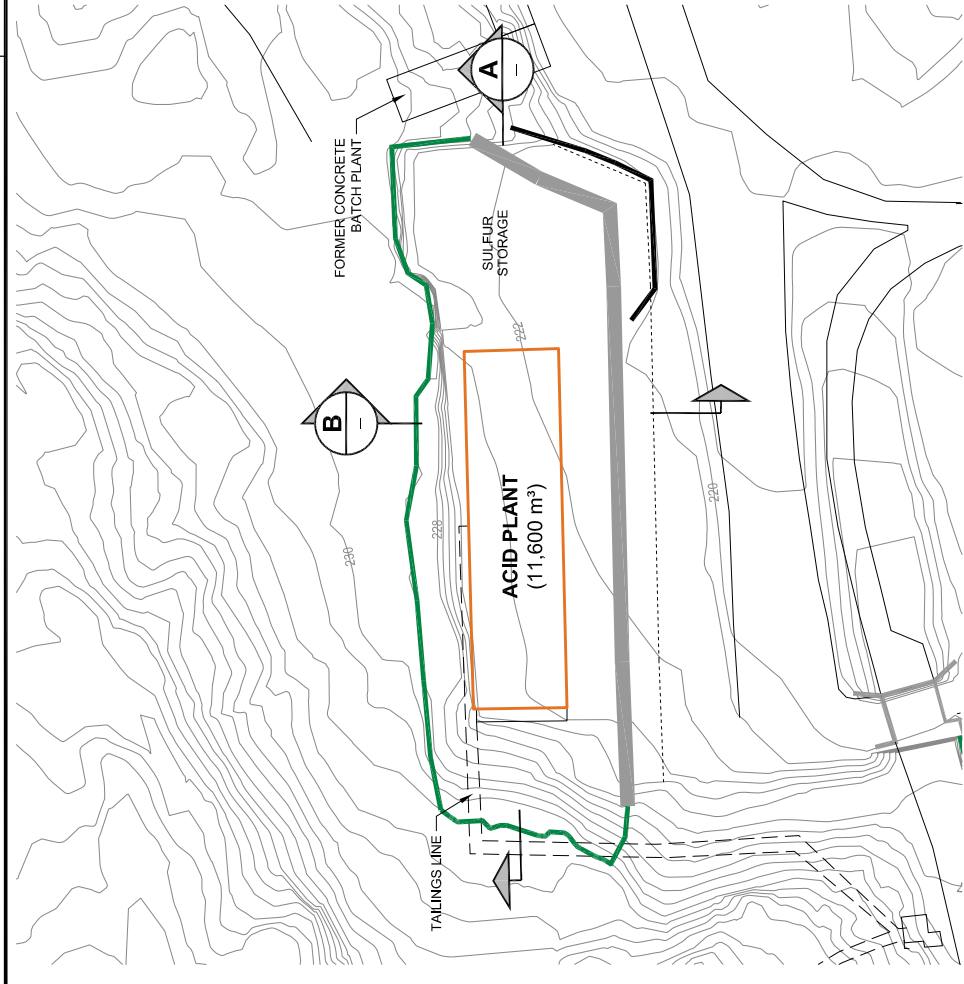 A
–
FORMER CONCRETE
BATCH PLANT
SULFUR
STORAGE
222
B
–
230
228
ACID PLANT
(11,600 m³)
220
TAILINGS LINE